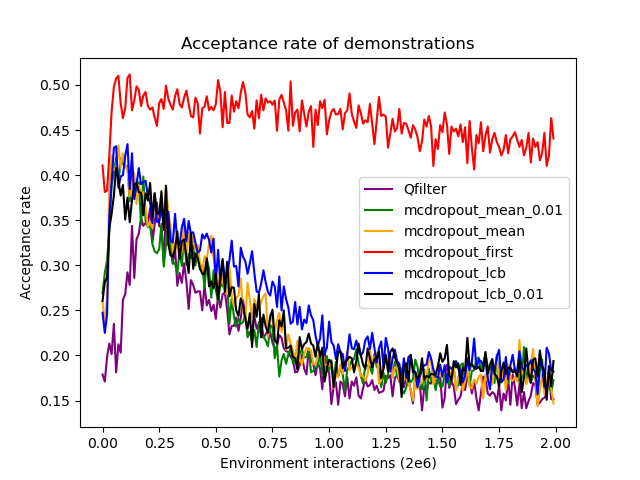 Acceptance rate of demonstrations
Acceptance rate
0.50
0.45
0.40
0.35
0.30
0.25
0.20
0.15
Qfilter
mcdropout_mean_0.01
mcdropout_mean
mcdropout_first
mcdropout_lcb
mcdropout_lcb_0.01
0.00 0.25 0.50 0.75 1.00 1.25 1.50 1.75 2.00
Environment interactions (2e6)